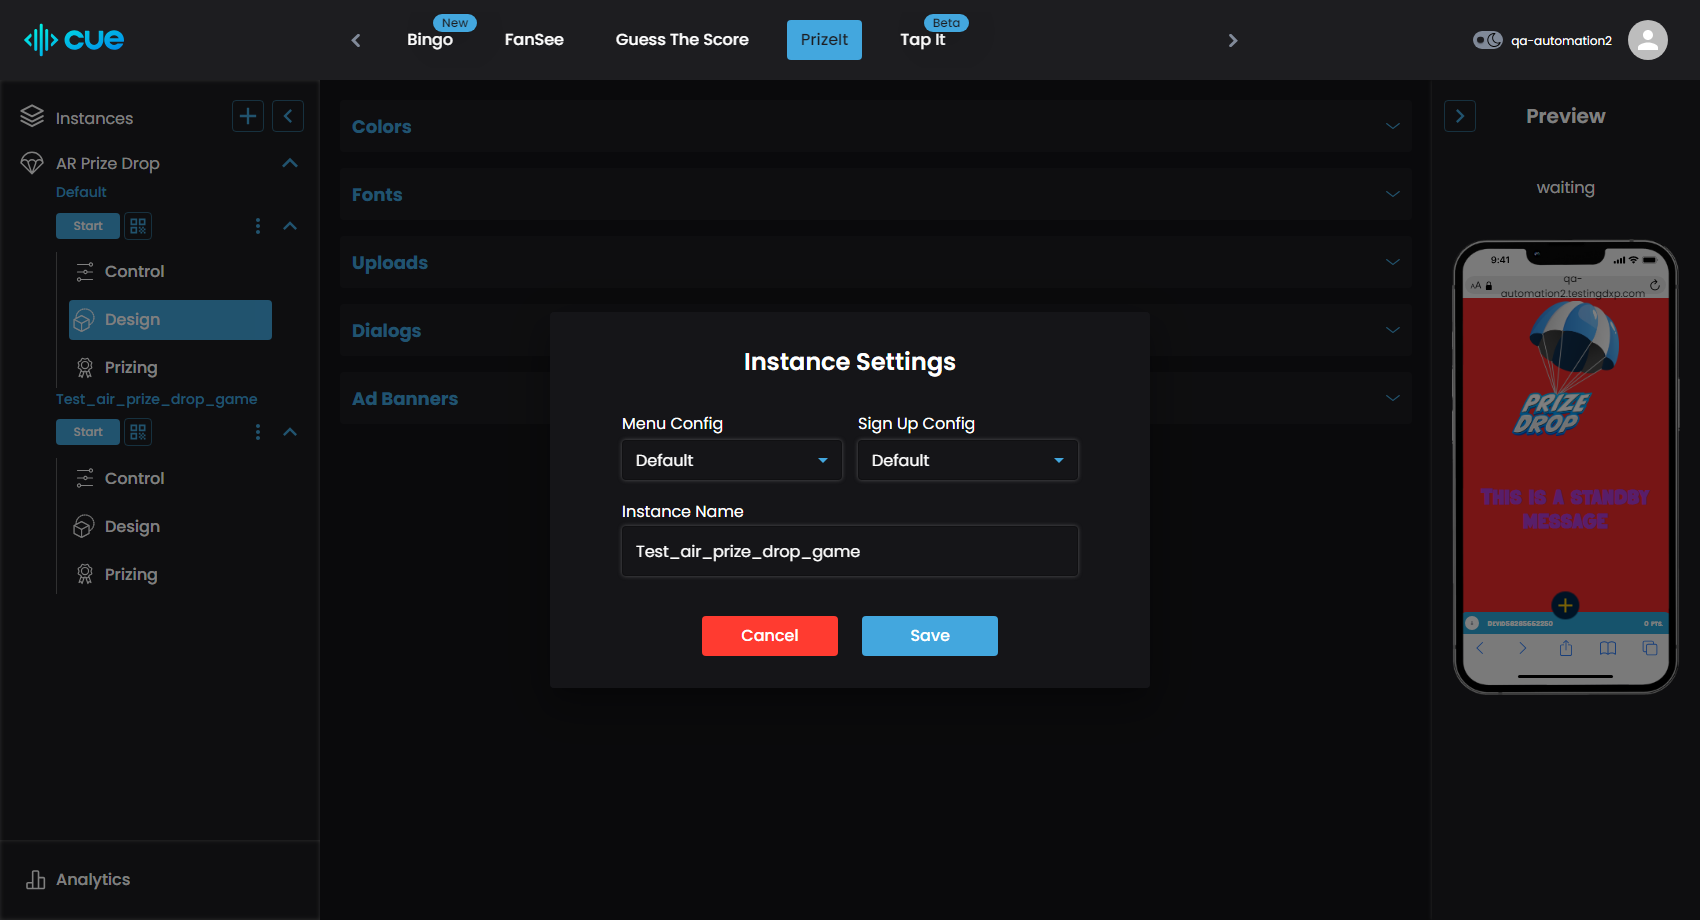 cue
Bingo
New
FanSee
Guess The Score
PrizeIt
Tap It
Beta
qa-automation2
Instances
AR Prize Drop
Default
Start
Control
Design
Prizing
Test_air_prize_drop_game
Start
Control
Design
Prizing
Analytics
Colors
Fonts
Uploads
Dialogs
Ad Banners
Instance Settings
Menu Config
Sign Up Config
Default
Default
Instance Name
Test_air_prize_drop_game
Cancel
Save
Preview
waiting
9:41
AA
qa-
automation2.testingdxp.com
PRIZE
DROP
THIS IS A STANDBY
MESSAGE
0 PTS.